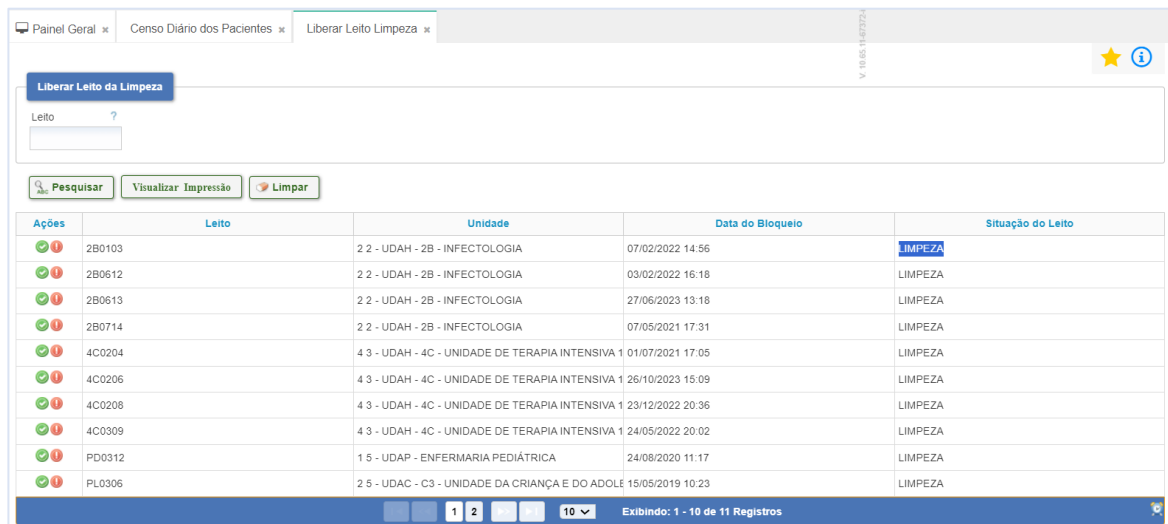 Painel Geral Censo Diário dos Pacientes Liberar Leito Limpeza
V. 10.65.11-67372-
Liberar Leito da Limpeza
Leito ?
Pesquisar Visualizar Impressão Limpar
Ações Leito Unidade Data do Bloqueio Situação do Leito
2B0103 2 2 - UDAH - 2B - INFECTOLOGIA 07/02/2022 14:56 LIMPEZA
2B0612 2 2 - UDAH - 2B - INFECTOLOGIA 03/02/2022 16:18 LIMPEZA
2B0613 2 2 - UDAH - 2B - INFECTOLOGIA 27/06/2023 13:18 LIMPEZA
2B0714 2 2 - UDAH - 2B - INFECTOLOGIA 07/05/2021 17:31 LIMPEZA
4C0204 4 3 - UDAH - 4C - UNIDADE DE TERAPIA INTENSIVA 1 01/07/2021 17:05 LIMPEZA
4C0206 4 3 - UDAH - 4C - UNIDADE DE TERAPIA INTENSIVA 1 26/10/2023 15:09 LIMPEZA
4C0208 4 3 - UDAH - 4C - UNIDADE DE TERAPIA INTENSIVA 1 23/12/2022 20:36 LIMPEZA
4C0309 4 3 - UDAH - 4C - UNIDADE DE TERAPIA INTENSIVA 1 24/05/2022 20:02 LIMPEZA
PD0312 1 5 - UDAP - ENFERMARIA PEDIÁTRICA 24/08/2020 11:17 LIMPEZA
PL0306 2 5 - UDAC - C3 - UNIDADE DA CRIANÇA E DO ADOLE 15/05/2019 10:23 LIMPEZA
1 2 10 Exibindo: 1 - 10 de 11 Registros